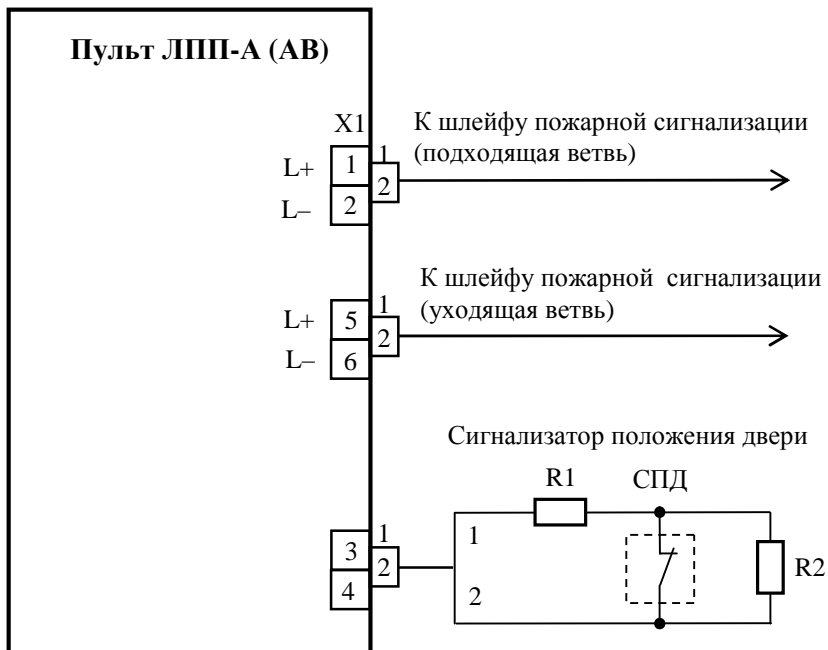 Пульт ЛПП-А (АВ)
X1
К шлейфу пожарной сигнализации
(подходящая ветвь)
L+ 1 1
L– 2 2
К шлейфу пожарной сигнализации
(уходящая ветвь)
L+ 5 1
L– 6 2
Сигнализатор положения двери
R1 СПД
3 1 1
4 2 2
R2